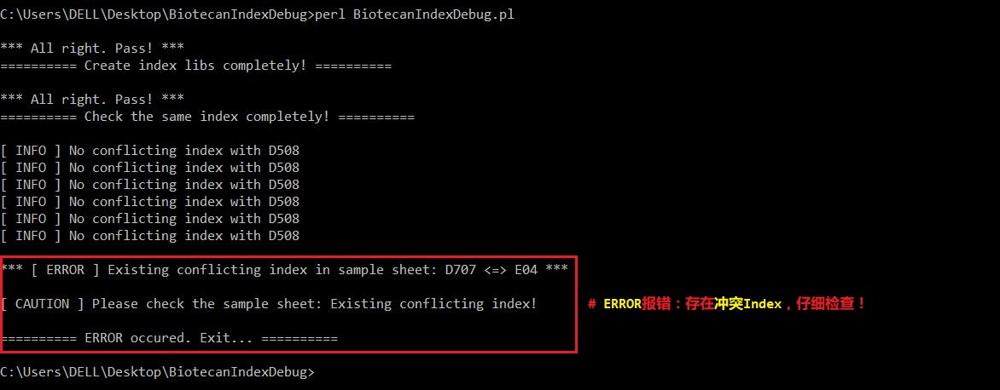 C:\Users\DELL\Desktop\BiotecanIndexDebug>perl BiotecanIndexDebug.pl
*** All right. Pass! ***
========== Create index libs completely! ==========
*** All right. Pass! ***
========== Check the same index completely! ==========
[ INFO ] No conflicting index with D508
[ INFO ] No conflicting index with D508
[ INFO ] No conflicting index with D508
[ INFO ] No conflicting index with D508
[ INFO ] No conflicting index with D508
[ INFO ] No conflicting index with D508
*** [ ERROR ] Existing conflicting index in sample sheet: D707 <=> E04 ***
[ CAUTION ] Please check the sample sheet: Existing conflicting index!
# ERROR报错：存在冲突Index，仔细检查！
========== ERROR occured. Exit... ==========
C:\Users\DELL\Desktop\BiotecanIndexDebug>